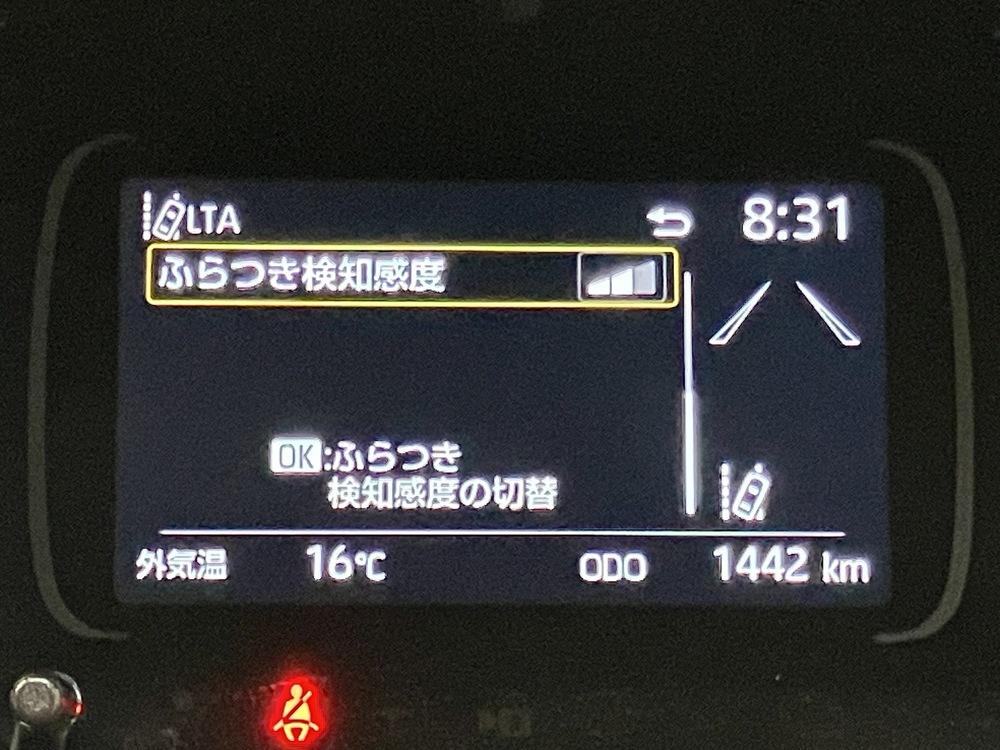 LTA
8:31
ふらつき検知感度
OK:ふらつき
検知感度の切替
外気温 16℃ ODO 1442 km